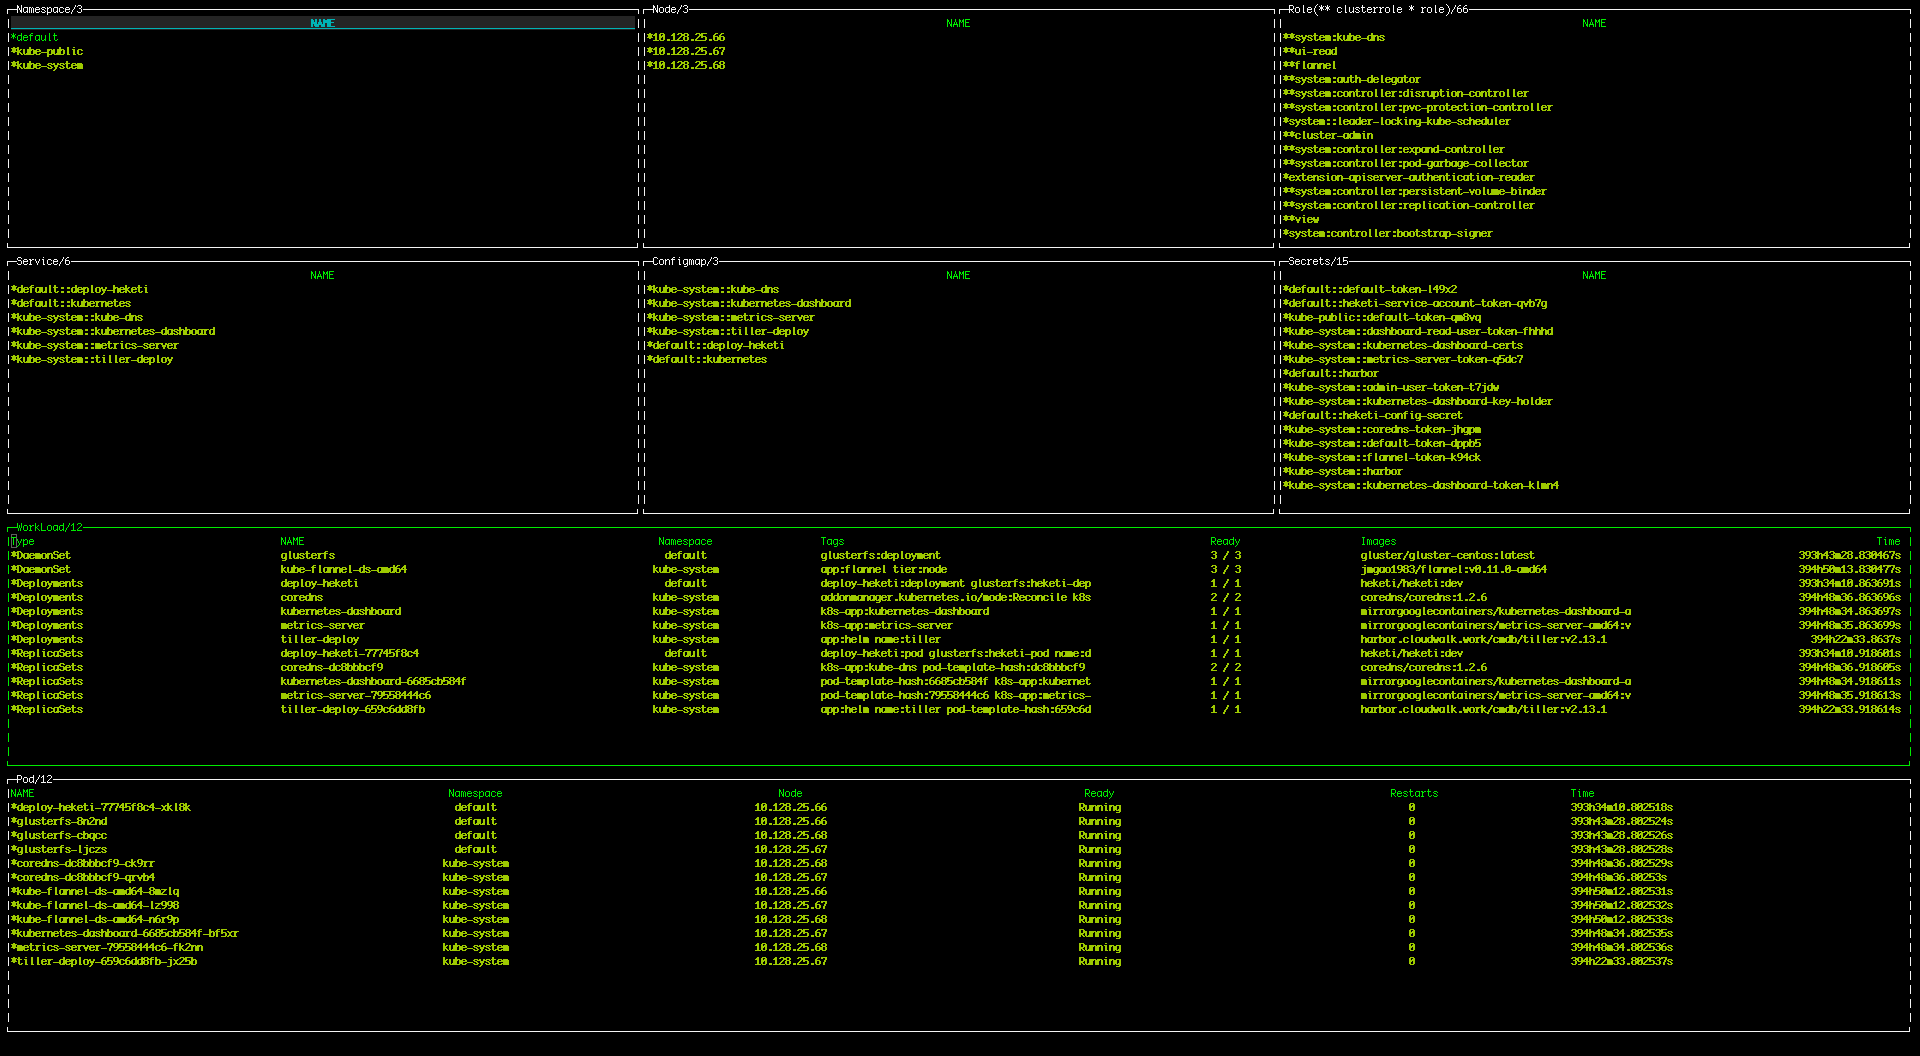 Namespace/3
NAME
*default
*kube-public
*kube-system
Node/3
NAME
*10.128.25.66
*10.128.25.67
*10.128.25.68
Role(** clusterrole * role)/66
NAME
**system:kube-dns
**ui-read
**flannel
**system:auth-delegator
**system:controller:disruption-controller
**system:controller:pvc-protection-controller
*system::leader-locking-kube-scheduler
**cluster-admin
**system:controller:expand-controller
**system:controller:pod-garbage-collector
*extension-apiserver-authentication-reader
**system:controller:persistent-volume-binder
**system:controller:replication-controller
**view
*system:controller:bootstrap-signer
Service/6
NAME
*default::deploy-heketi
*default::kubernetes
*kube-system::kube-dns
*kube-system::kubernetes-dashboard
*kube-system::metrics-server
*kube-system::tiller-deploy
Configmap/3
NAME
*kube-system::kube-dns
*kube-system::kubernetes-dashboard
*kube-system::metrics-server
*kube-system::tiller-deploy
*default::deploy-heketi
*default::kubernetes
Secrets/15
NAME
*default::default-token-l49x2
*default::heketi-service-account-token-qvb7g
*kube-public::default-token-qm8vq
*kube-system::dashboard-read-user-token-fhhhd
*kube-system::kubernetes-dashboard-certs
*kube-system::metrics-server-token-q5dc7
*default::harbor
*kube-system::admin-user-token-t7jdw
*kube-system::kubernetes-dashboard-key-holder
*default::heketi-config-secret
*kube-system::coredns-token-jhgpm
*kube-system::default-token-dppb5
*kube-system::flannel-token-k94ck
*kube-system::harbor
*kube-system::kubernetes-dashboard-token-klmn4
WorkLoad/12
Type NAME Namespace Tags Ready Images Time
*DaemonSet glusterfs default glusterfs:deployment 3 / 3 gluster/gluster-centos:latest 393h43m28.830467s
*DaemonSet kube-flannel-ds-amd64 kube-system app:flannel tier:node 3 / 3 jmgao1983/flannel:v0.11.0-amd64 394h50m13.830477s
*Deployments deploy-heketi default deploy-heketi:deployment glusterfs:heketi-dep 1 / 1 heketi/heketi:dev 393h34m10.863691s
*Deployments coredns kube-system addonmanager.kubernetes.io/mode:Reconcile k8s 2 / 2 coredns/coredns:1.2.6 394h48m36.863696s
*Deployments kubernetes-dashboard kube-system k8s-app:kubernetes-dashboard 1 / 1 mirrorgooglecontainers/kubernetes-dashboard-a 394h48m34.863697s
*Deployments metrics-server kube-system k8s-app:metrics-server 1 / 1 mirrorgooglecontainers/metrics-server-amd64:v 394h48m35.863699s
*Deployments tiller-deploy kube-system app:helm name:tiller 1 / 1 harbor.cloudwalk.work/cmdb/tiller:v2.13.1 394h22m33.8637s
*ReplicaSets deploy-heketi-77745f8c4 default deploy-heketi:pod glusterfs:heketi-pod name:d 1 / 1 heketi/heketi:dev 393h34m10.918601s
*ReplicaSets coredns-dc8bbbcf9 kube-system k8s-app:kube-dns pod-template-hash:dc8bbbcf9 2 / 2 coredns/coredns:1.2.6 394h48m36.918605s
*ReplicaSets kubernetes-dashboard-6685cb584f kube-system pod-template-hash:6685cb584f k8s-app:kubernet 1 / 1 mirrorgooglecontainers/kubernetes-dashboard-a 394h48m34.918611s
*ReplicaSets metrics-server-79558444c6 kube-system pod-template-hash:79558444c6 k8s-app:metrics- 1 / 1 mirrorgooglecontainers/metrics-server-amd64:v 394h48m35.918613s
*ReplicaSets tiller-deploy-659c6dd8fb kube-system app:helm name:tiller pod-template-hash:659c6d 1 / 1 harbor.cloudwalk.work/cmdb/tiller:v2.13.1 394h22m33.918614s
Pod/12
NAME Namespace Node Ready Restarts Time
*deploy-heketi-77745f8c4-xkl8k default 10.128.25.66 Running 0 393h34m10.802518s
*glusterfs-8n2nd default 10.128.25.66 Running 0 393h43m28.802524s
*glusterfs-cbqcc default 10.128.25.68 Running 0 393h43m28.802526s
*glusterfs-ljczs default 10.128.25.67 Running 0 393h43m28.802528s
*coredns-dc8bbbcf9-ck9rr kube-system 10.128.25.68 Running 0 394h48m36.802529s
*coredns-dc8bbbcf9-qrvb4 kube-system 10.128.25.67 Running 0 394h48m36.80253s
*kube-flannel-ds-amd64-8mzlq kube-system 10.128.25.66 Running 0 394h50m12.802531s
*kube-flannel-ds-amd64-lz998 kube-system 10.128.25.67 Running 0 394h50m12.802532s
*kube-flannel-ds-amd64-n6r9p kube-system 10.128.25.68 Running 0 394h50m12.802533s
*kubernetes-dashboard-6685cb584f-bf5xr kube-system 10.128.25.67 Running 0 394h48m34.802535s
*metrics-server-79558444c6-fk2nn kube-system 10.128.25.68 Running 0 394h48m34.802536s
*tiller-deploy-659c6dd8fb-jx25b kube-system 10.128.25.67 Running 0 394h22m33.802537s